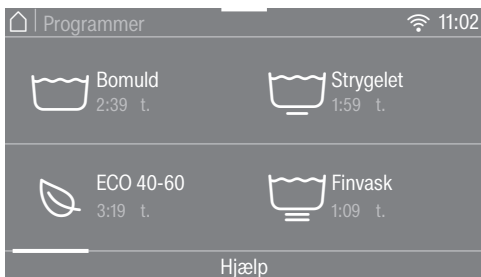 Programmer
11:02
Bomuld
2:39 t.
Strygelet
1:59 t.
ECO 40-60
3:19 t.
Finvask
1:09 t.
Hjælp